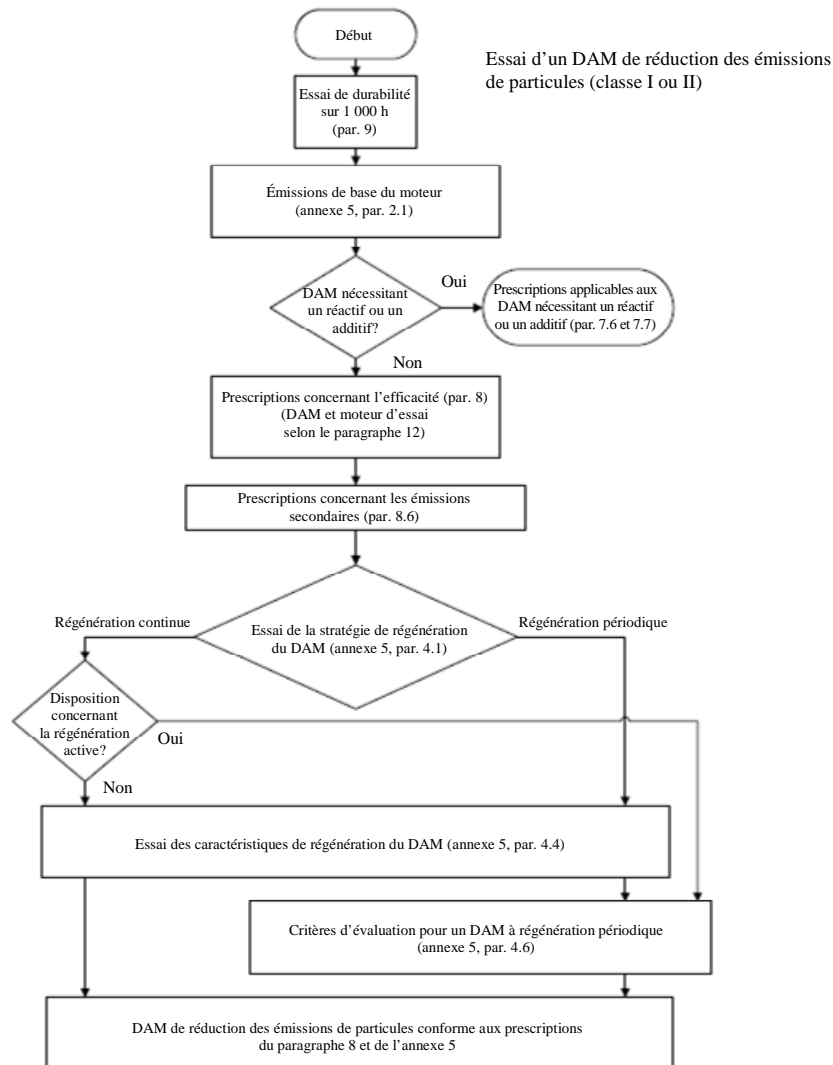 Début
Essai d'un DAM de réduction des émissions
de particules (classe I ou II)
Essai de durabilité
sur 1 000 h
(par. 9)
Émissions de base du moteur
(annexe 5, par. 2.1)
DAM nécessitant
un réactif ou un
additif?
Oui
Prescriptions applicables aux
DAM nécessitant un réactif
ou un additif (par. 7.6 et 7.7)
Non
Prescriptions concernant l'efficacité (par. 8)
(DAM et moteur d'essai
selon le paragraphe 12)
Prescriptions concernant les émissions
secondaires (par. 8.6)
Régénération continue
Essai de la stratégie de régénération
du DAM (annexe 5, par. 4.1)
Régénération périodique
Disposition
concernant
la régénération
active?
Oui
Non
Essai des caractéristiques de régénération du DAM (annexe 5, par. 4.4)
Critères d'évaluation pour un DAM à régénération périodique
(annexe 5, par. 4.6)
DAM de réduction des émissions de particules conforme aux prescriptions
du paragraphe 8 et de l'annexe 5